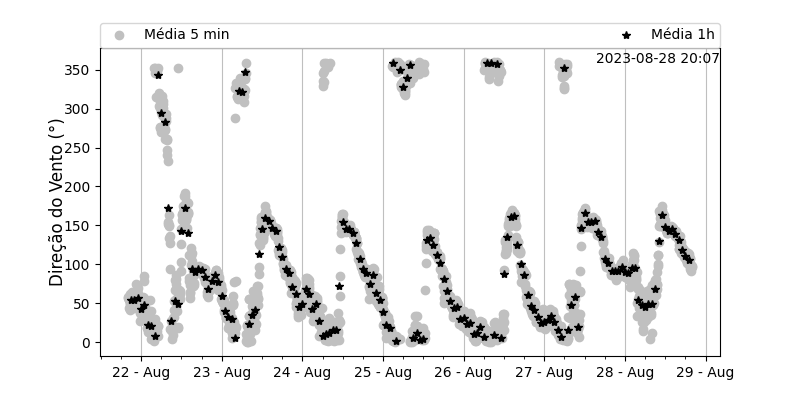 Média 5 min
Média 1h
2023-08-28 20:07
Direção do Vento (°)
350
300
250
200
150
100
50
0
22 - Aug
23 - Aug
24 - Aug
25 - Aug
26 - Aug
27 - Aug
28 - Aug
29 - Aug